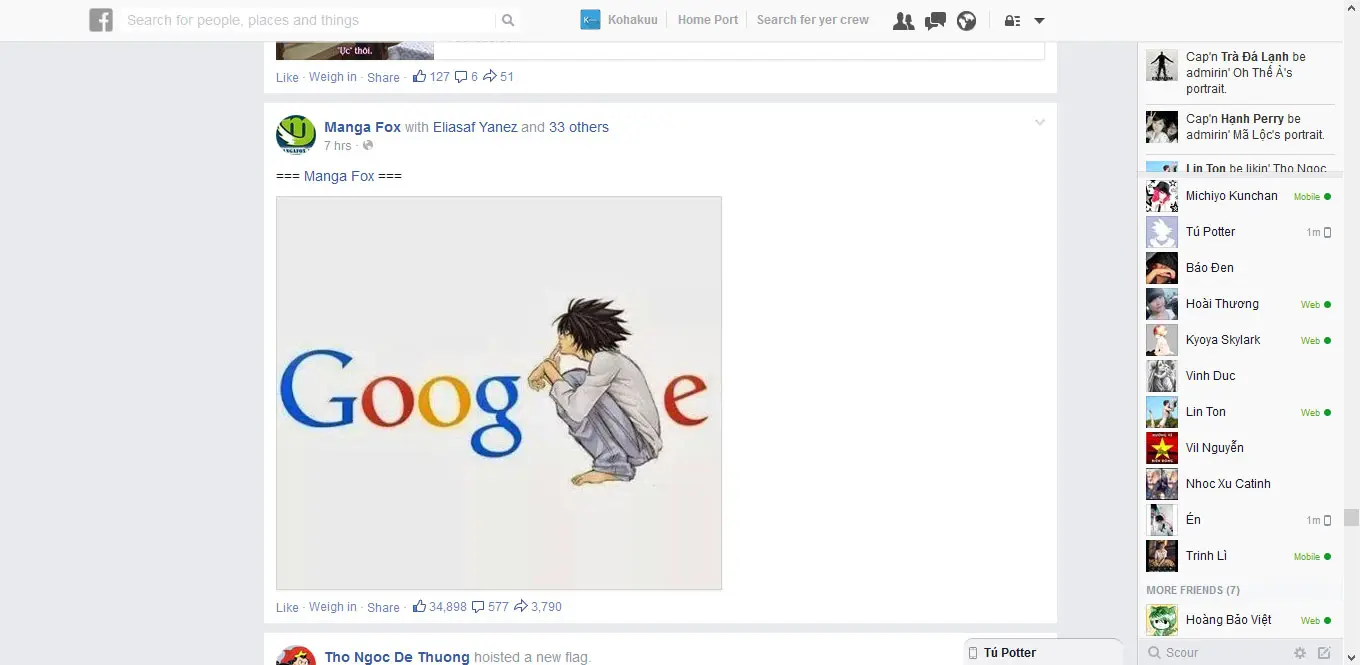 Search for people, places and things
Kohakuu
Home Port
Search fer yer crew
"Ực" thôi.
Like · Weigh in · Share · 127 6 51
Manga Fox with Eliasaf Yanez and 33 others
7 hrs ·
=== Manga Fox ===
Goog e
Like · Weigh in · Share · 34,898 577 3,790
Tho Ngoc De Thuong hoisted a new flag.
Cap'n Trà Đá Lạnh be
admirin' Oh Thế À's
portrait.
Cap'n Hạnh Perry be
admirin' Mã Lộc's portrait.
Lin Ton be likin' Tho Ngoc
Michiyo Kunchan Mobile
Tú Potter 1m
Báo Đen
Hoài Thương Web
Kyoya Skylark Web
Vinh Duc
Lin Ton Web
Vil Nguyễn
Nhoc Xu Catinh
Én 1m
Trinh Lì Mobile
MORE FRIENDS (7)
Hoàng Bảo Việt Web
Scour
Tú Potter